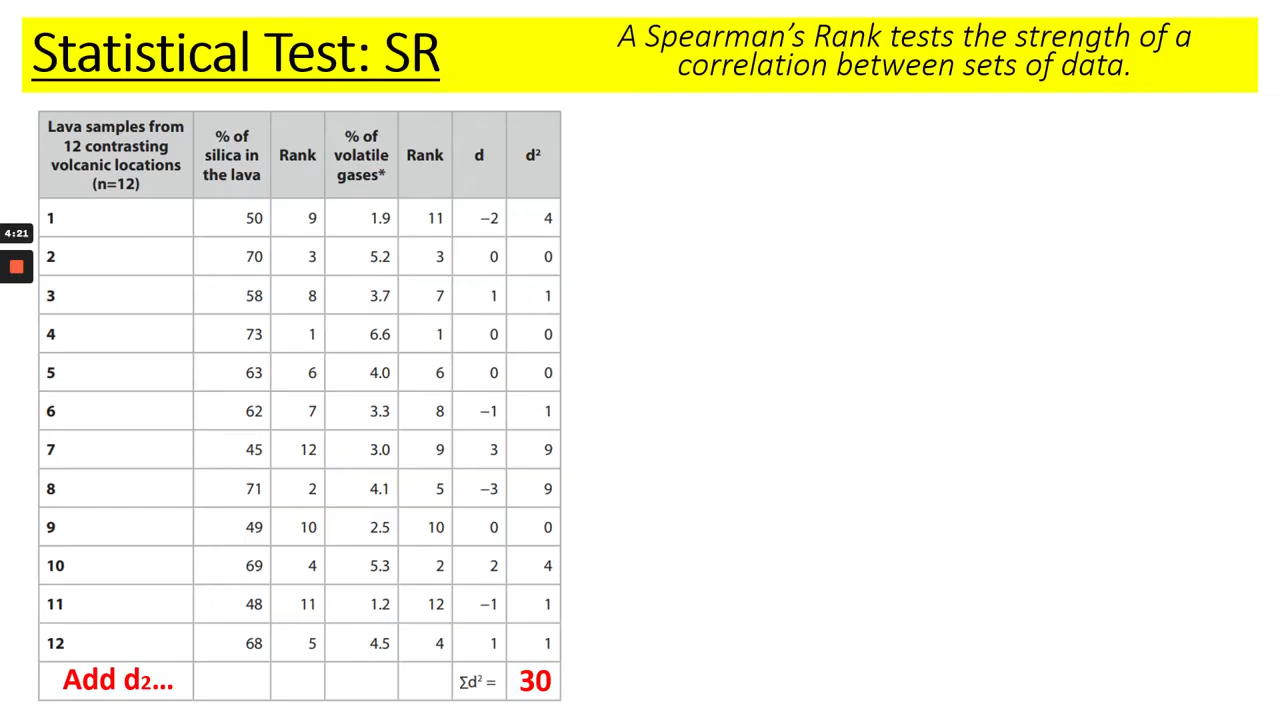 Statistical Test: SR
A Spearman's Rank tests the strength of a
correlation between sets of data.
Lava samples from
12 contrasting
volcanic locations
(n=12)
% of
silica in
the lava
Rank
% of
volatile
gases*
Rank
d
d²
1 50 9 1.9 11 −2 4
2 70 3 5.2 3 0 0
3 58 8 3.7 7 1 1
4 73 1 6.6 1 0 0
5 63 6 4.0 6 0 0
6 62 7 3.3 8 −1 1
7 45 12 3.0 9 3 9
8 71 2 4.1 5 −3 9
9 49 10 2.5 10 0 0
10 69 4 5.3 2 2 4
11 48 11 1.2 12 −1 1
12 68 5 4.5 4 1 1
Add d₂... ∑d² = 30
4:21